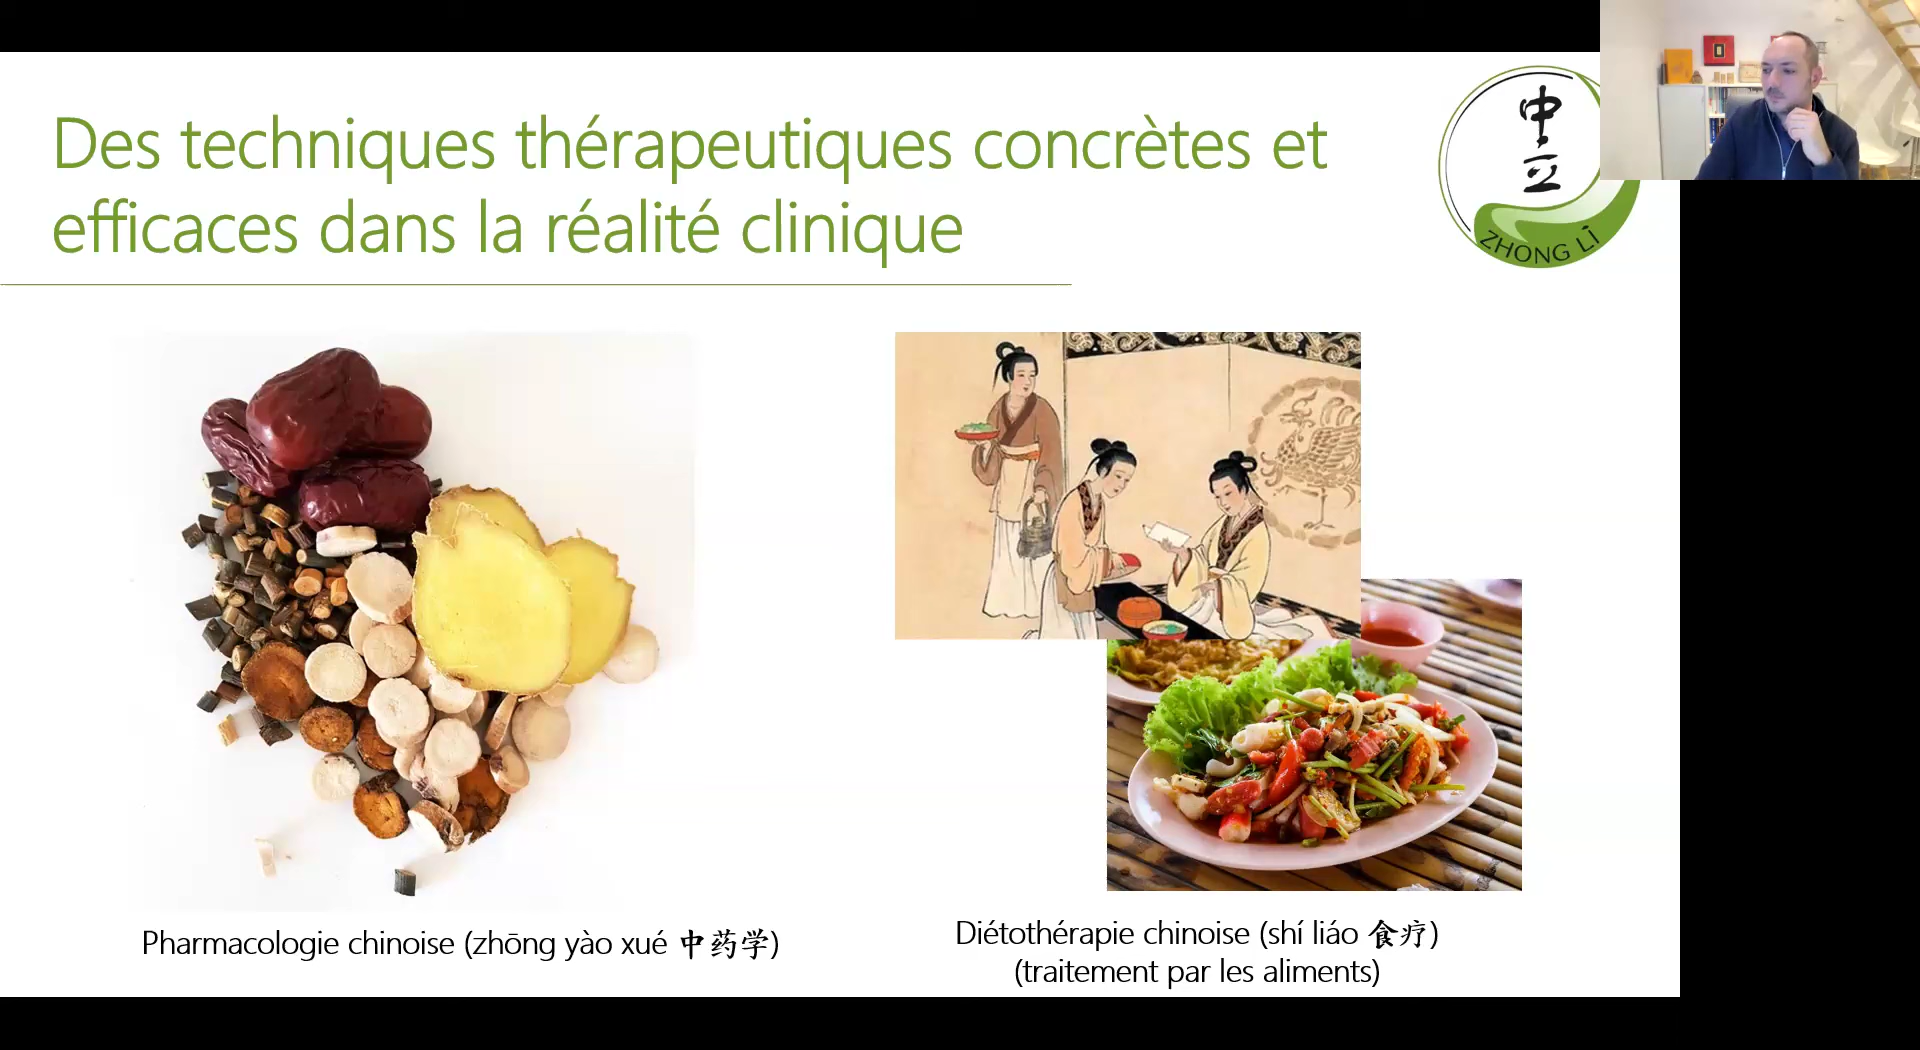 Des techniques thérapeutiques concrètes et
efficaces dans la réalité clinique
中
立
ZHONG LÌ
Pharmacologie chinoise (zhōng yào xué 中药学)
Diétothérapie chinoise (shí liáo 食疗)
(traitement par les aliments)